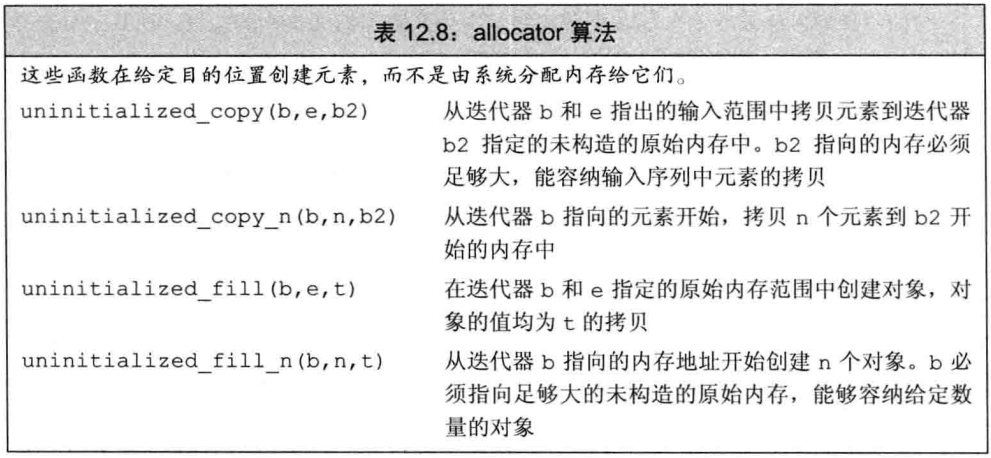 表 12.8：allocator 算法
这些函数在给定目的位置创建元素，而不是由系统分配内存给它们。
uninitialized_copy(b,e,b2) 从迭代器 b 和 e 指出的输入范围中拷贝元素到迭代器
b2 指定的未构造的原始内存中。b2 指向的内存必须
足够大，能容纳输入序列中元素的拷贝
uninitialized_copy_n(b,n,b2) 从迭代器 b 指向的元素开始，拷贝 n 个元素到 b2 开
始的内存中
uninitialized_fill(b,e,t) 在迭代器 b 和 e 指定的原始内存范围中创建对象，对
象的值均为 t 的拷贝
uninitialized_fill_n(b,n,t) 从迭代器 b 指向的内存地址开始创建 n 个对象。b 必
须指向足够大的未构造的原始内存，能够容纳给定数
量的对象